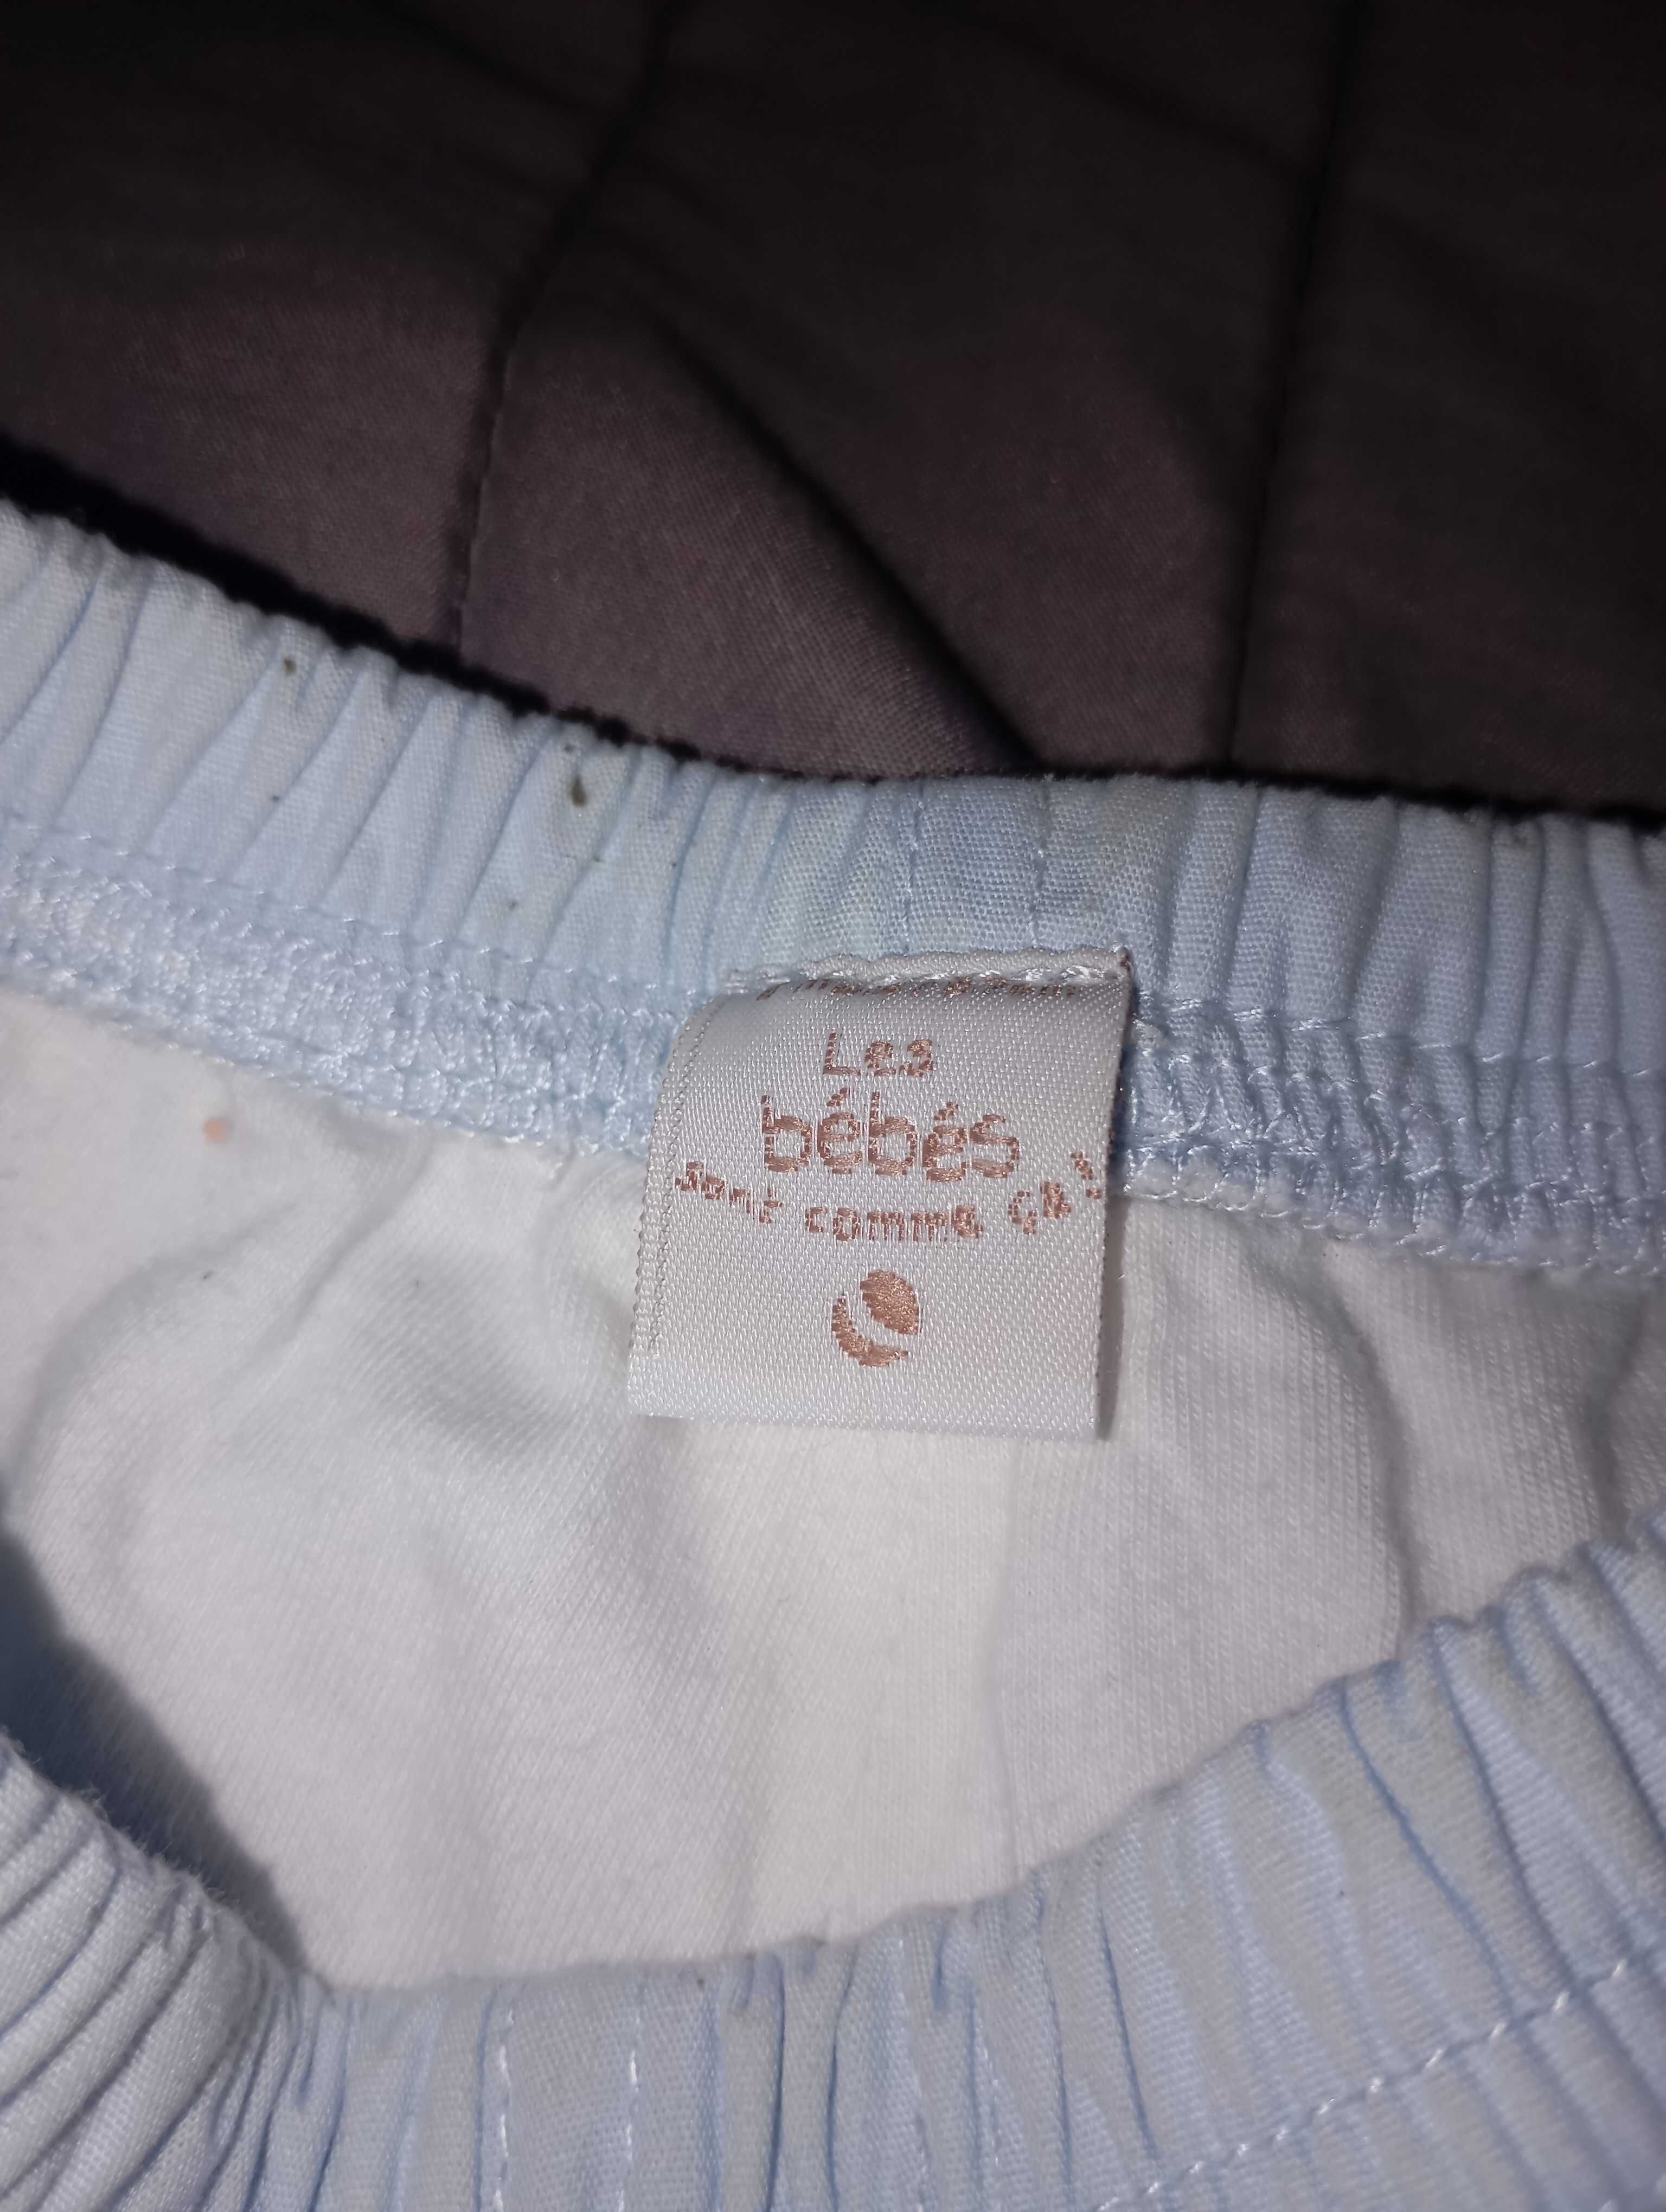 Les
bébés
sont comme ça !